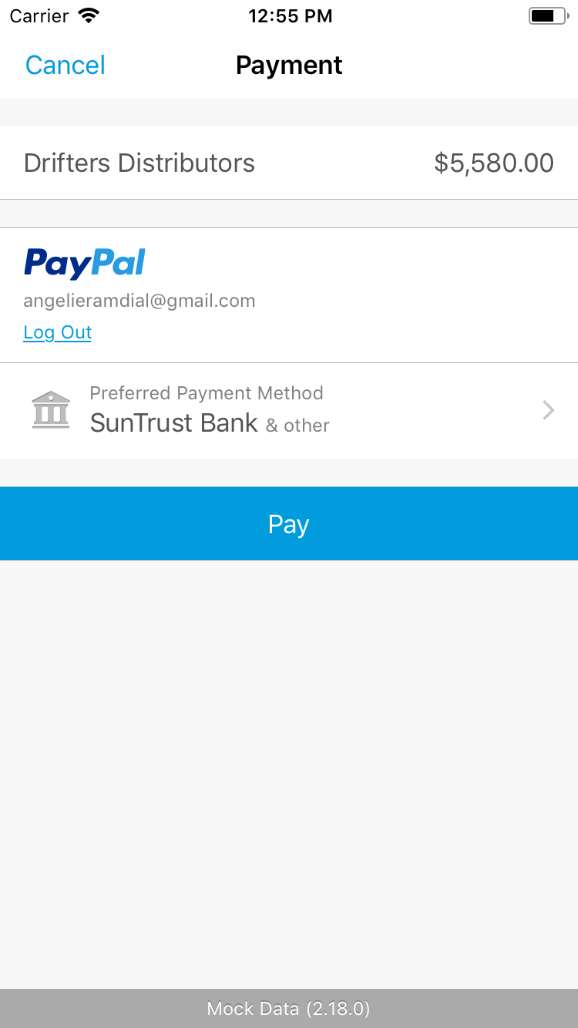 Carrier 12:55 PM
Cancel Payment
Drifters Distributors $5,580.00
PayPal
angelieramdial@gmail.com
Log Out
Preferred Payment Method
SunTrust Bank & other
Pay
Mock Data (2.18.0)